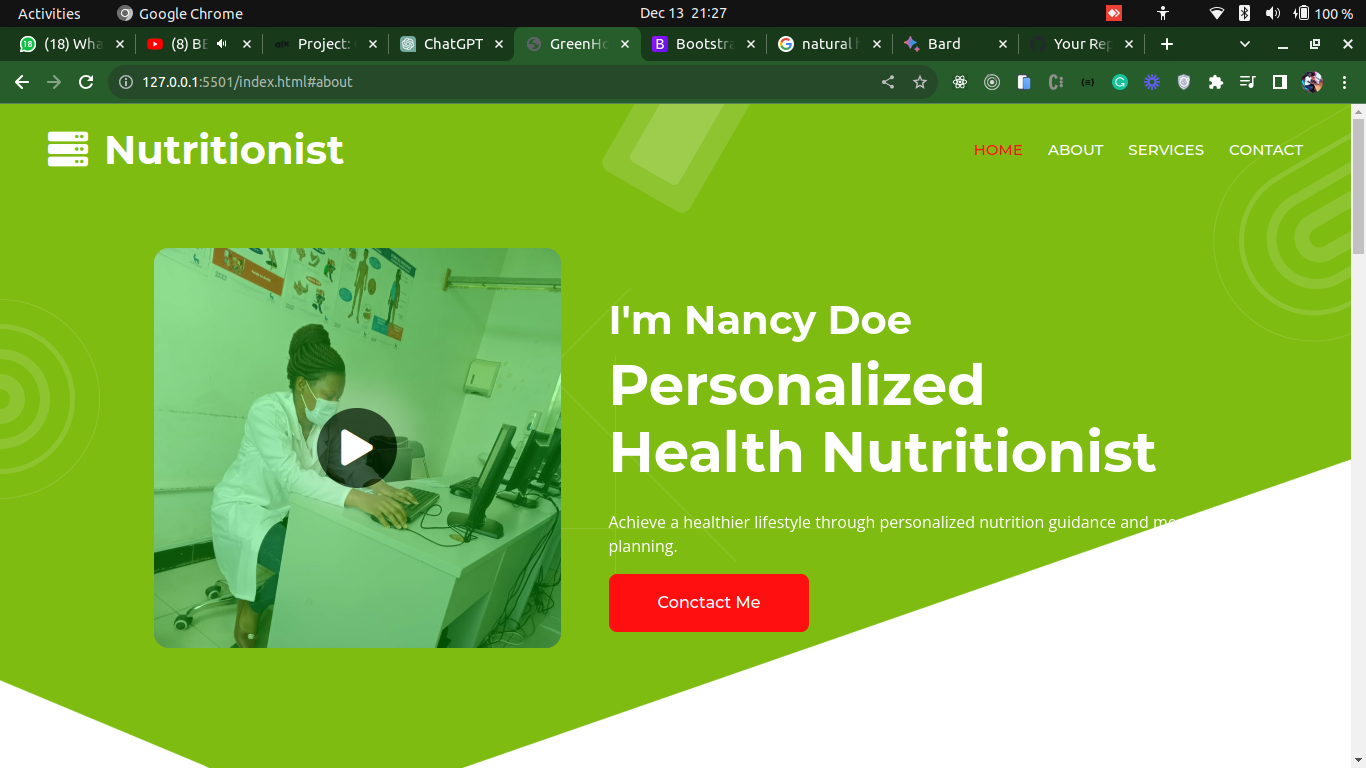 Activities Google Chrome Dec 13 21:27 100 %
(18) Wha (8) BE Project: ChatGPT GreenHo Bootstra natural h Bard Your Rep
127.0.0.1:5501/index.html#about
Nutritionist HOME ABOUT SERVICES CONTACT
I'm Nancy Doe
Personalized
Health Nutritionist
Achieve a healthier lifestyle through personalized nutrition guidance and me
planning.
Conctact Me